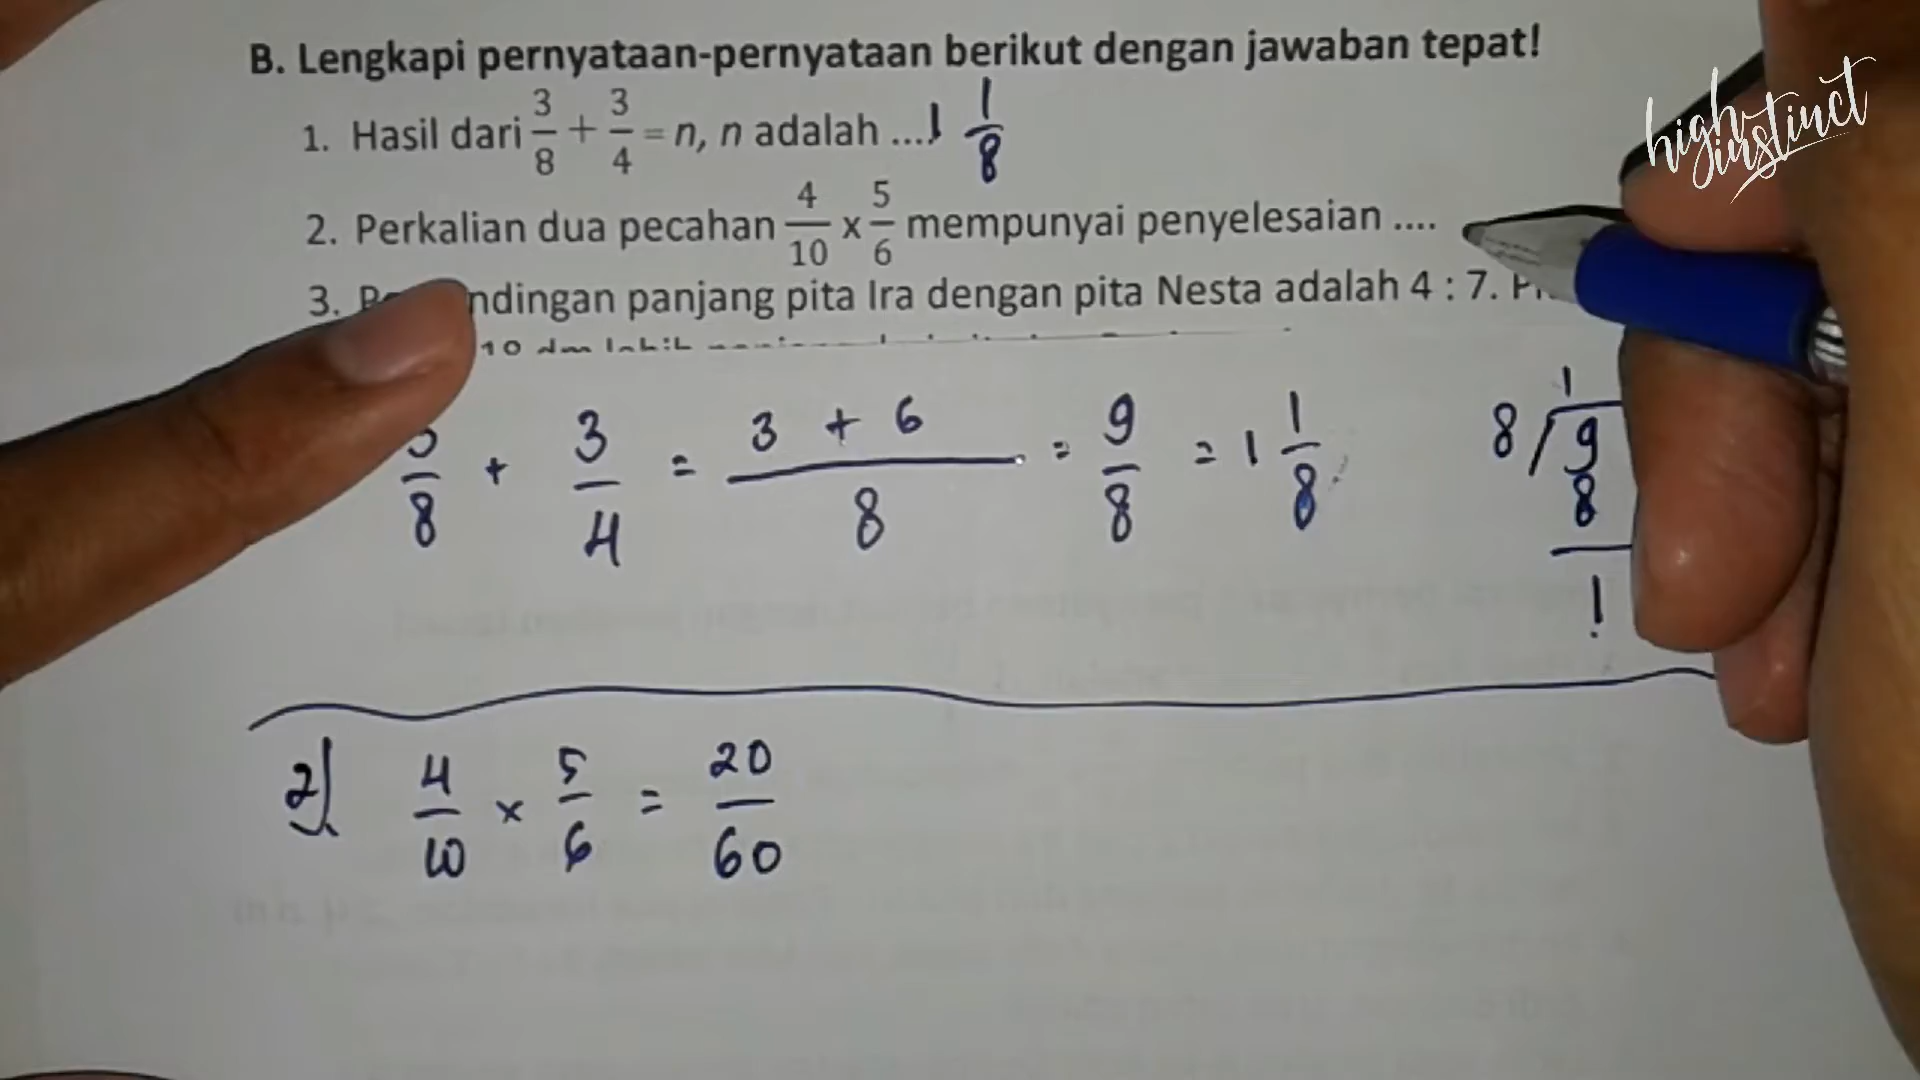 B. Lengkapi pernyataan-pernyataan berikut dengan jawaban tepat!
high instinct
1. Hasil dari 3/8 + 3/4 = n, n adalah .... 1 1/8
2. Perkalian dua pecahan 4/10 x 5/6 mempunyai penyelesaian ....
3. ndingan panjang pita Ira dengan pita Nesta adalah 4 : 7.
3/8 + 3/4 = 3 + 6 / 8 = 9/8 = 1 1/8
1
8 / 9
8
1
2) 4/10 x 5/6 = 20/60